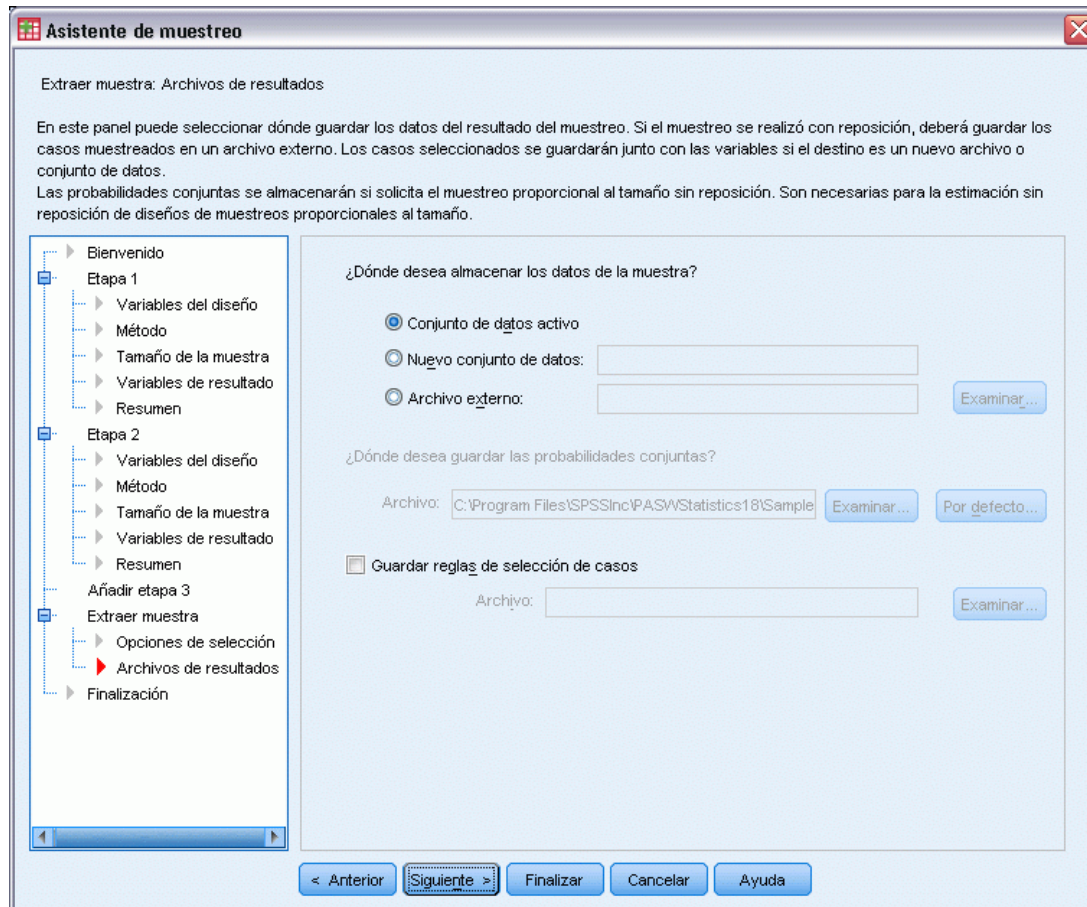 Asistente de muestreo
Extraer muestra: Archivos de resultados
En este panel puede seleccionar dónde guardar los datos del resultado del muestreo. Si el muestreo se realizó con reposición, deberá guardar los
casos muestreados en un archivo externo. Los casos seleccionados se guardarán junto con las variables si el destino es un nuevo archivo o
conjunto de datos.
Las probabilidades conjuntas se almacenarán si solicita el muestreo proporcional al tamaño sin reposición. Son necesarias para la estimación sin
reposición de diseños de muestreos proporcionales al tamaño.
Bienvenido
Etapa 1
Variables del diseño
Método
Tamaño de la muestra
Variables de resultado
Resumen
Etapa 2
Variables del diseño
Método
Tamaño de la muestra
Variables de resultado
Resumen
Añadir etapa 3
Extraer muestra
Opciones de selección
Archivos de resultados
Finalización
¿Dónde desea almacenar los datos de la muestra?
Conjunto de datos activo
Nuevo conjunto de datos:
Archivo externo:
Examinar...
¿Dónde desea guardar las probabilidades conjuntas?
Archivo: C:\Program Files\SPSSInc\PASWStatistics18\Sample Examinar... Por defecto...
Guardar reglas de selección de casos
Archivo:
Examinar...
< Anterior Siguiente > Finalizar Cancelar Ayuda